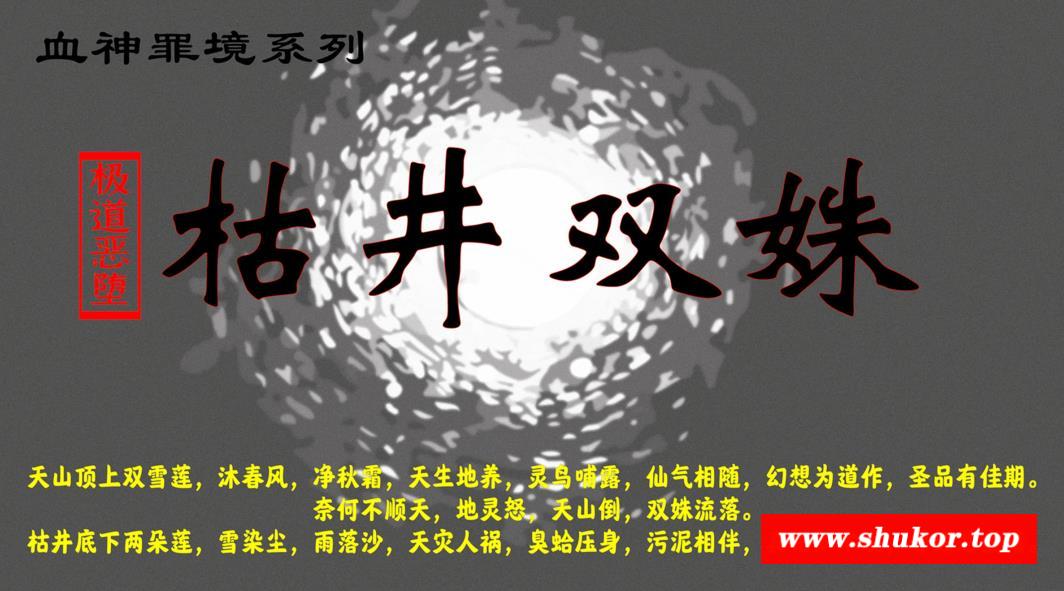 血神罪境系列
极道恶堕
枯井双姝
天山顶上双雪莲，沐春风，净秋霜，天生地养，灵鸟哺露，仙气相随，幻想为道作，圣品有佳期。
奈何不顺天，地灵怒，天山倒，双姝流落。
枯井底下两朵莲，雪染尘，雨落沙，天灾人祸，臭蛤压身，污泥相伴，
www.shukor.top